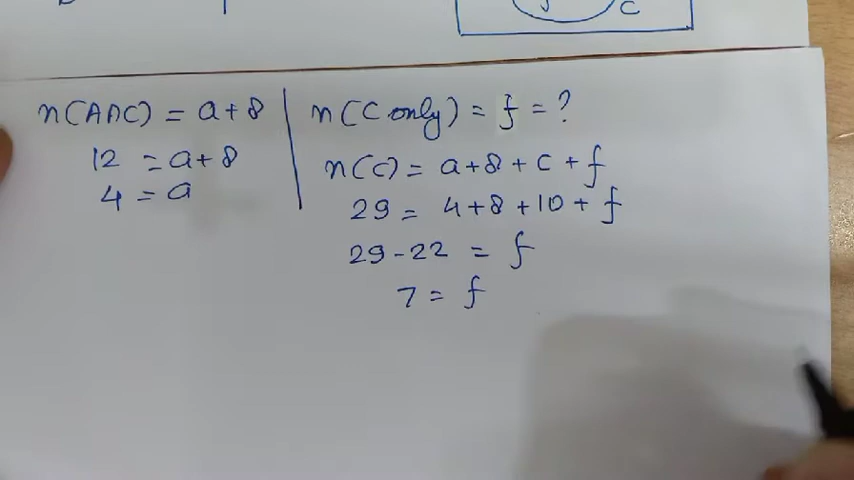 C
n(A∩C) = a+8
12 = a+8
4 = a
n(C only) = f = ?
n(C) = a+8+c+f
29 = 4+8+10+f
29-22 = f
7 = f